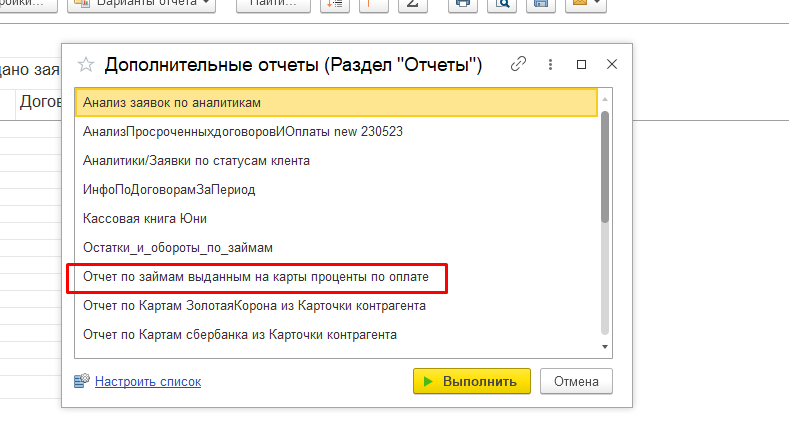 ройки...
Варианты отчета
Найти...
Σ
дано зая
Догов
Дополнительные отчеты (Раздел "Отчеты")
Анализ заявок по аналитикам
АнализПросроченныхдоговоровИОплаты new 230523
Аналитики/Заявки по статусам клента
ИнфоПоДоговорамЗаПериод
Кассовая книга Юни
Остатки_и_обороты_по_займам
Отчет по займам выданным на карты проценты по оплате
Отчет по Картам ЗолотаяКорона из Карточки контрагента
Отчет по Картам сбербанка из Карточки контрагента
Настроить список
Выполнить
Отмена